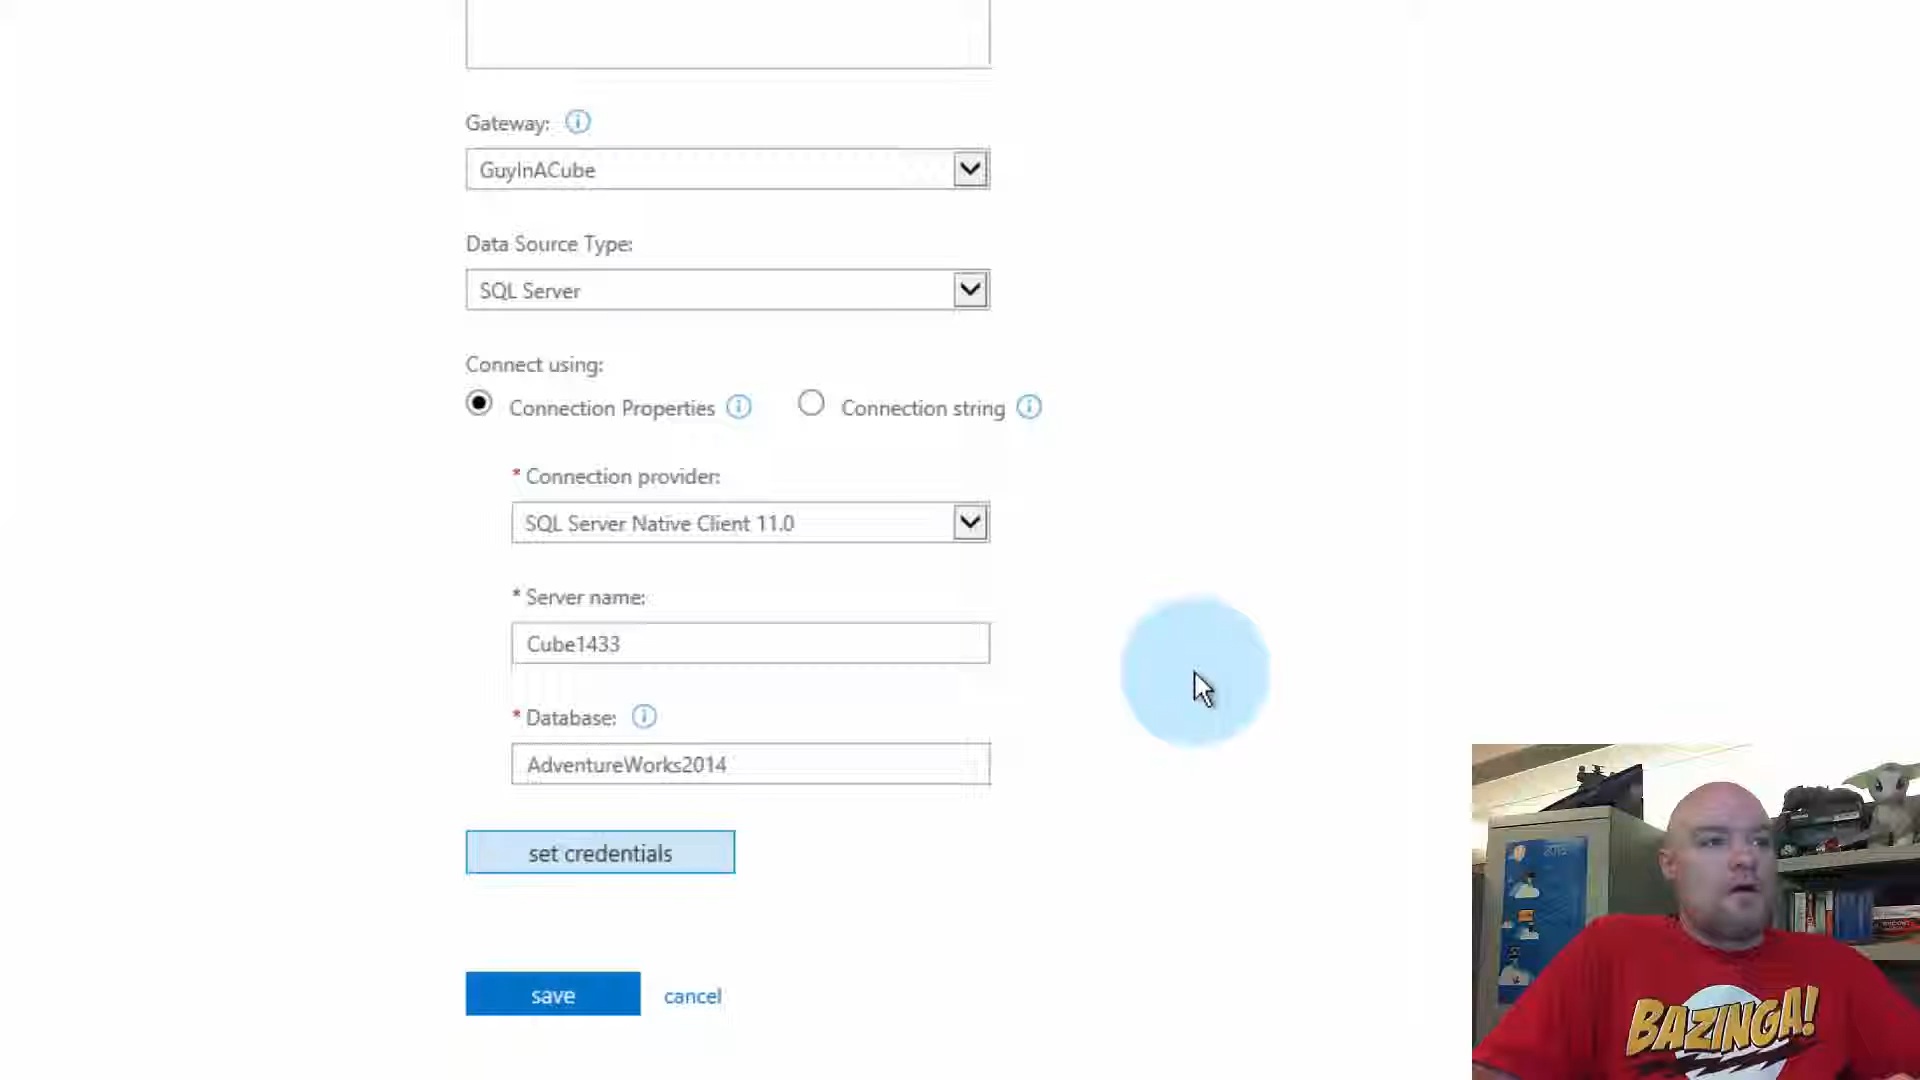 Gateway:
GuyInACube
Data Source Type:
SQL Server
Connect using:
Connection Properties
Connection string
* Connection provider:
SQL Server Native Client 11.0
* Server name:
Cube1433
* Database:
AdventureWorks2014
set credentials
save
cancel
2015
BAZINGA!